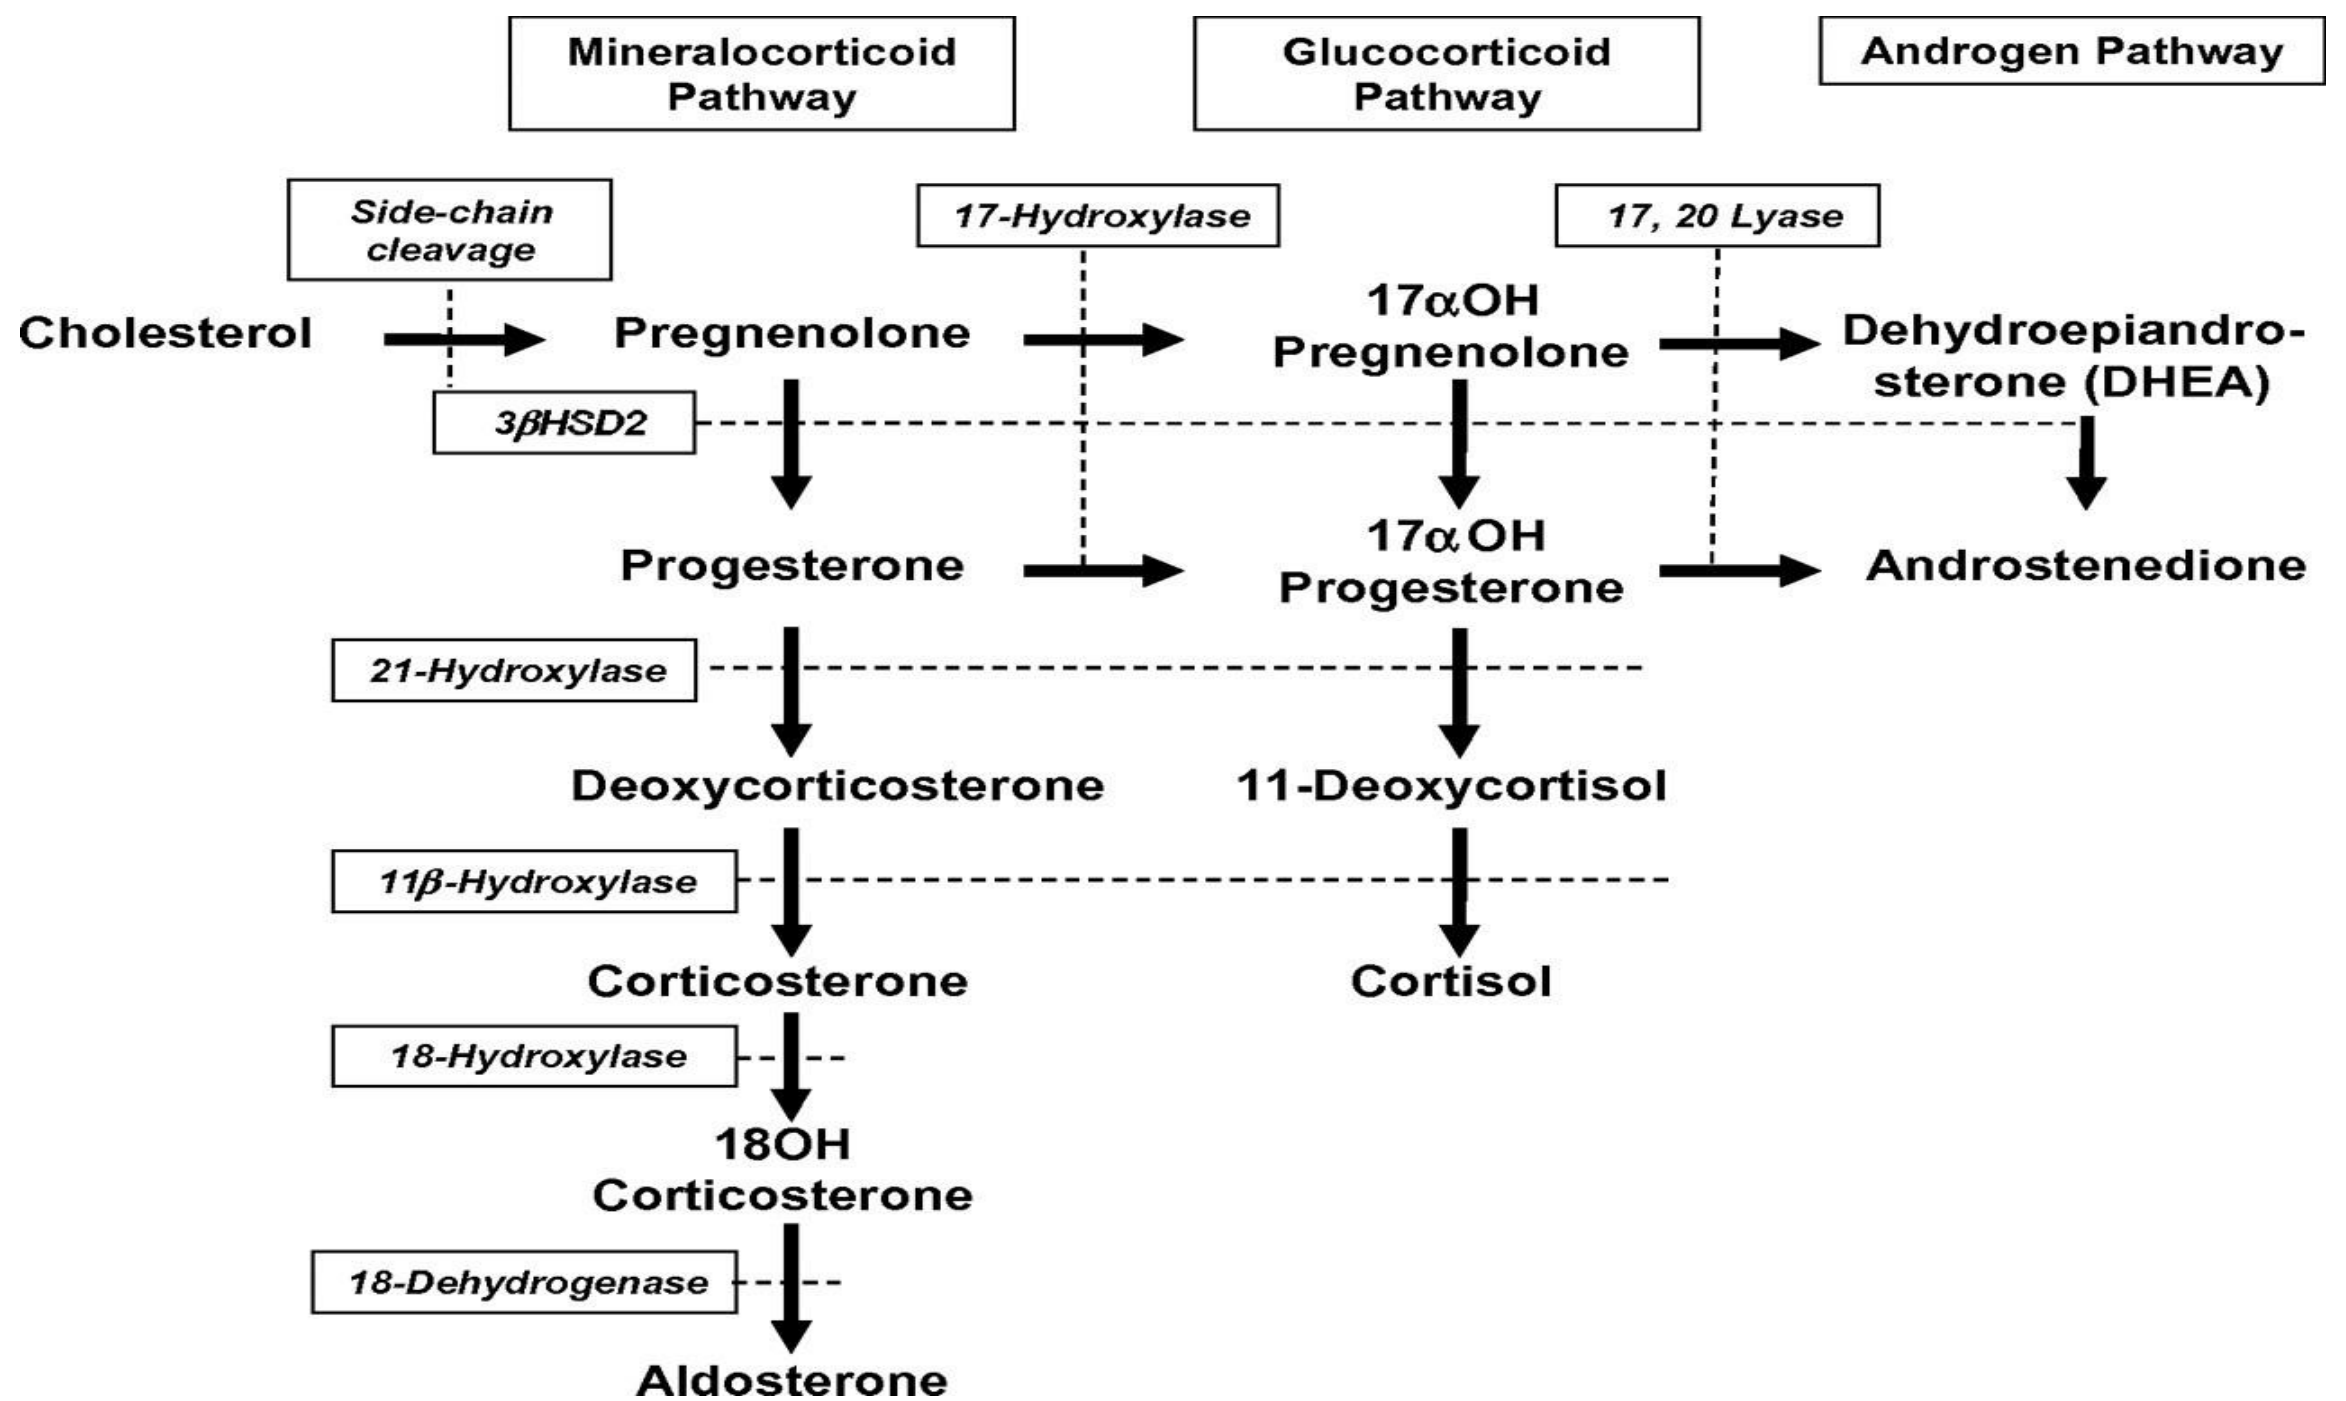 Mineralocorticoid
Pathway
Glucocorticoid
Pathway
Androgen Pathway
Side-chain
cleavage
17-Hydroxylase
17, 20 Lyase
Cholesterol
Pregnenolone
17αOH
Pregnenolone
Dehydroepiandro-
sterone (DHEA)
3βHSD2
Progesterone
17αOH
Progesterone
Androstenedione
21-Hydroxylase
Deoxycorticosterone
11-Deoxycortisol
11β-Hydroxylase
Corticosterone
Cortisol
18-Hydroxylase
18OH
Corticosterone
18-Dehydrogenase
Aldosterone